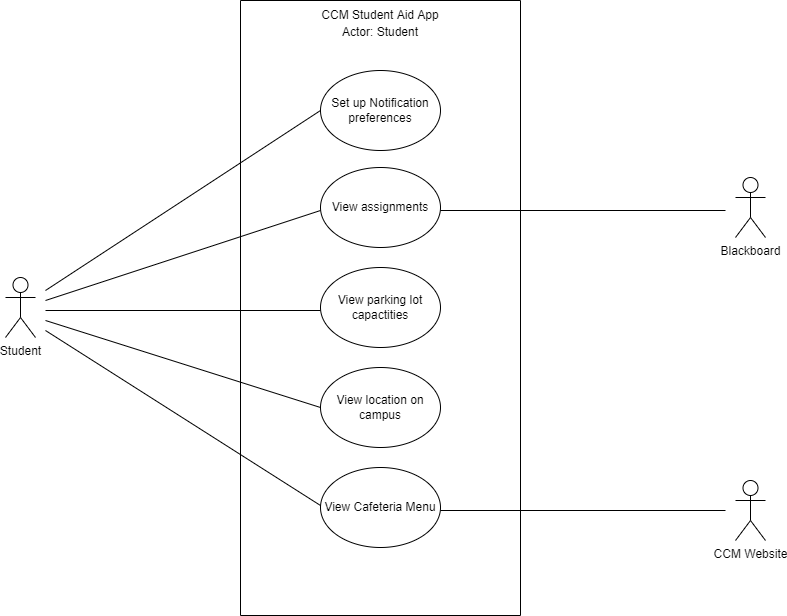 CCM Student Aid App
Actor: Student
Set up Notification
preferences
View assignments
Blackboard
View parking lot
capactities
Student
View location on
campus
View Cafeteria Menu
CCM Website